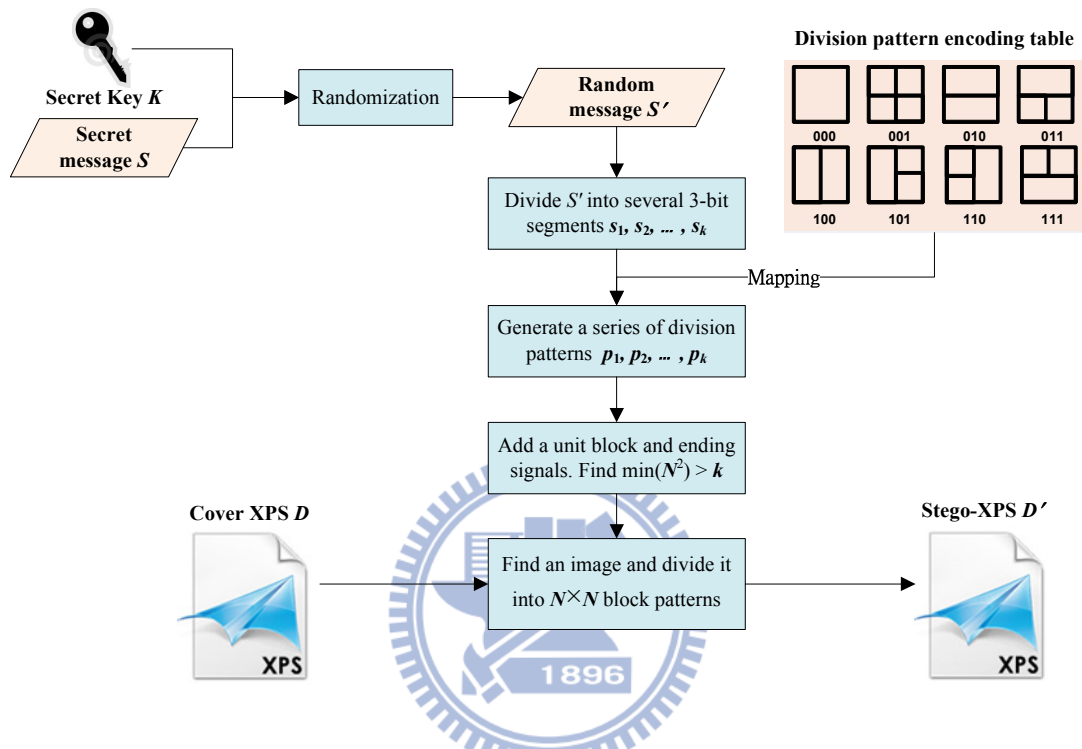 Secret Key K
Secret
message S
Randomization
Random
message S′
Division pattern encoding table
000 001 010 011
100 101 110 111
Divide S′ into several 3-bit
segments s1, s2, ... , sk
Mapping
Generate a series of division
patterns p1, p2, ... , pk
Add a unit block and ending
signals. Find min(N²) > k
Cover XPS D
XPS
Find an image and divide it
into N×N block patterns
Stego-XPS D′
XPS
1896